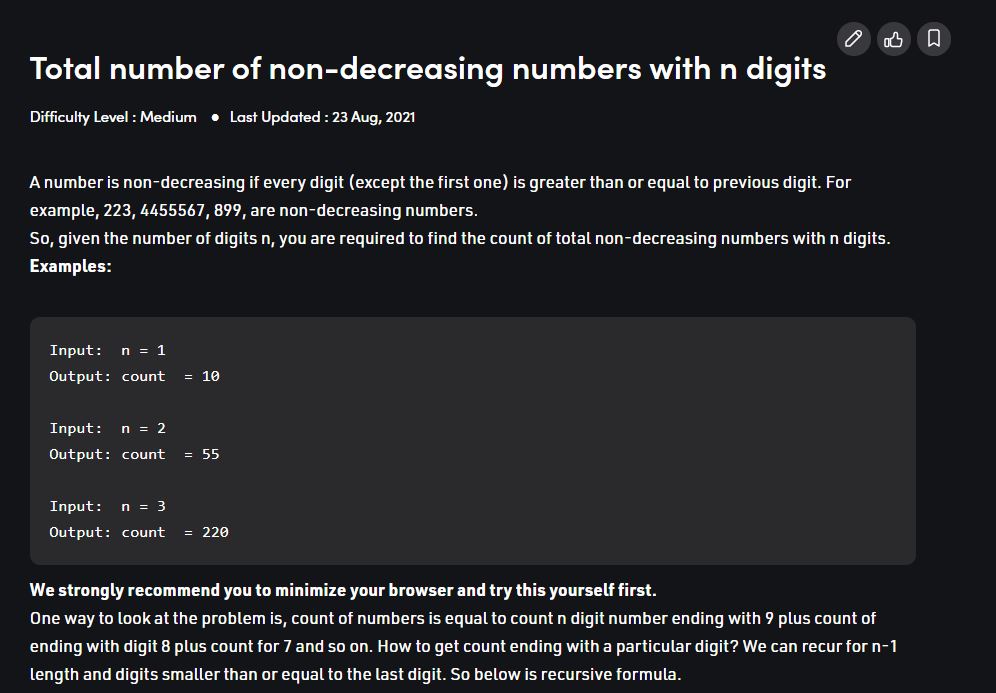 Total number of non-decreasing numbers with n digits
Difficulty Level : Medium ● Last Updated : 23 Aug, 2021
A number is non-decreasing if every digit (except the first one) is greater than or equal to previous digit. For
example, 223, 4455567, 899, are non-decreasing numbers.
So, given the number of digits n, you are required to find the count of total non-decreasing numbers with n digits.
Examples:
Input:  n = 1
Output: count  = 10
Input:  n = 2
Output: count  = 55
Input:  n = 3
Output: count  = 220
We strongly recommend you to minimize your browser and try this yourself first.
One way to look at the problem is, count of numbers is equal to count n digit number ending with 9 plus count of
ending with digit 8 plus count for 7 and so on. How to get count ending with a particular digit? We can recur for n-1
length and digits smaller than or equal to the last digit. So below is recursive formula.